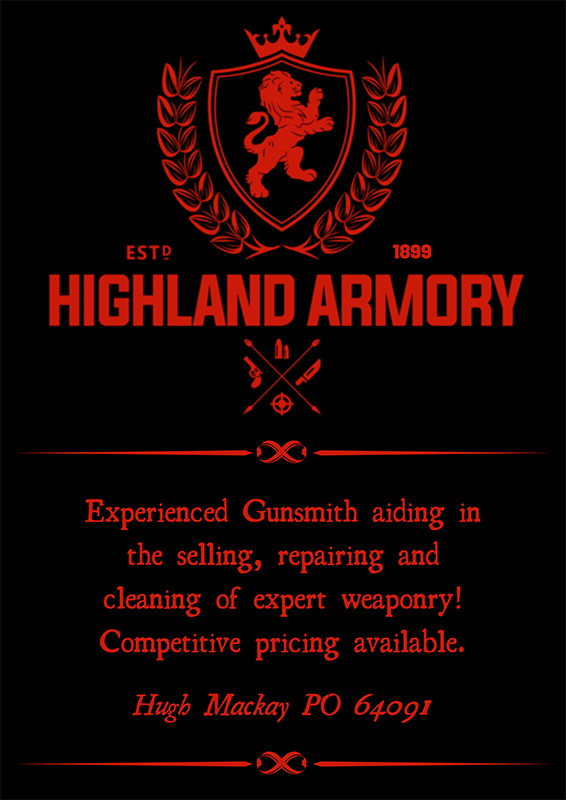 ESTD 1899
HIGHLAND ARMORY
Experienced Gunsmith aiding in
the selling, repairing and
cleaning of expert weaponry!
Competitive pricing available.
Hugh Mackay PO 64091